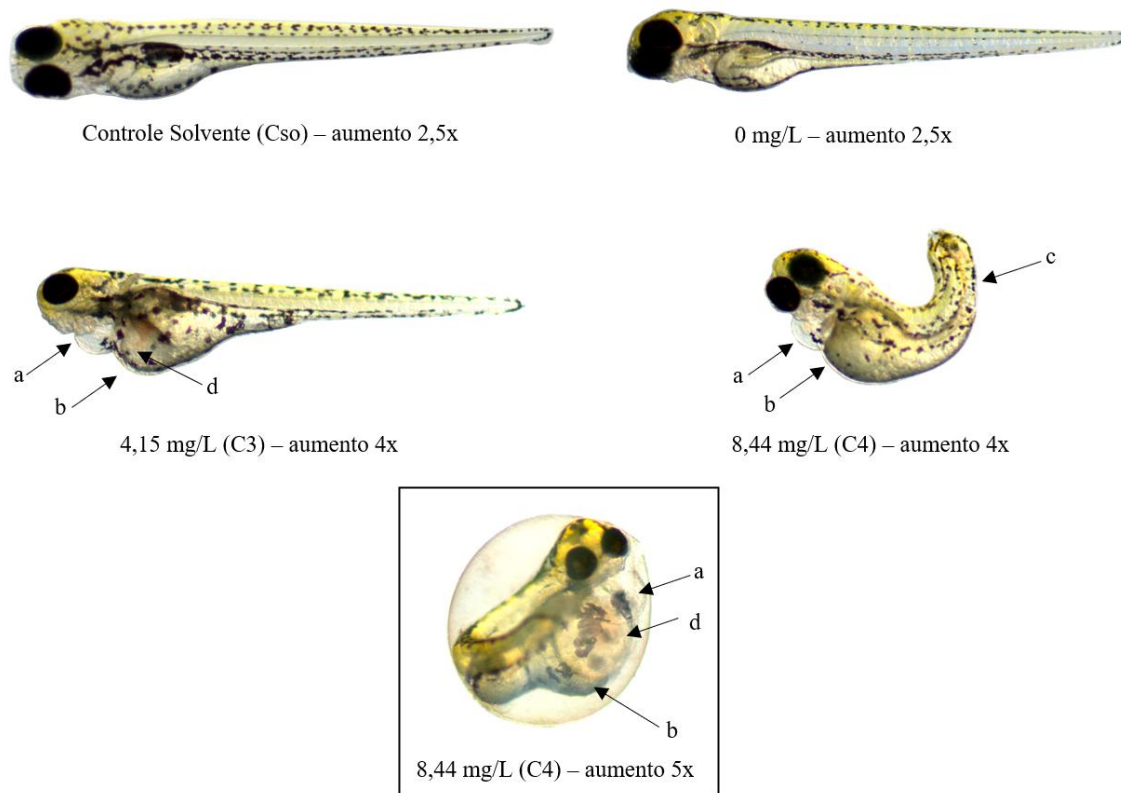 Controle Solvente (Cso) – aumento 2,5x
0 mg/L – aumento 2,5x
a
b
d
4,15 mg/L (C3) – aumento 4x
a
b
c
8,44 mg/L (C4) – aumento 4x
a
d
b
8,44 mg/L (C4) – aumento 5x